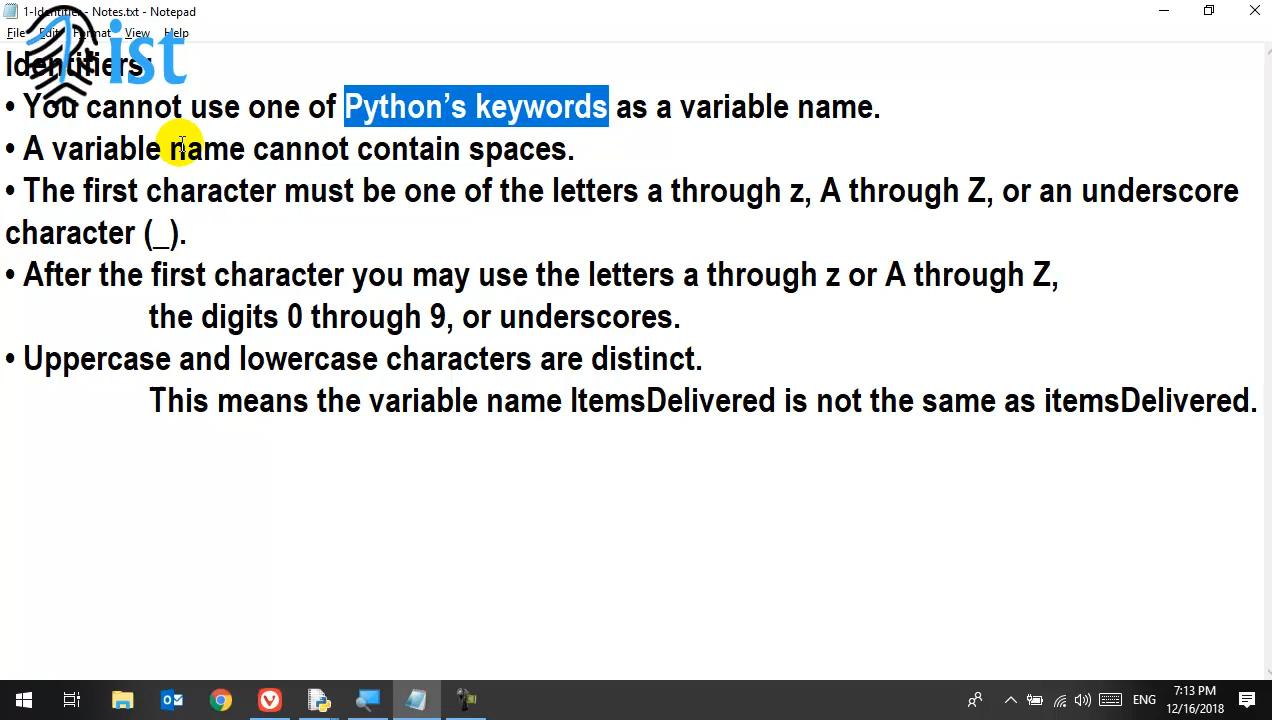 1-Identifier - Notes.txt - Notepad
File Edit Format View Help
ist
Identifiers:
• You cannot use one of Python’s keywords as a variable name.
• A variable name cannot contain spaces.
• The first character must be one of the letters a through z, A through Z, or an underscore
character (_).
• After the first character you may use the letters a through z or A through Z,
the digits 0 through 9, or underscores.
• Uppercase and lowercase characters are distinct.
This means the variable name ItemsDelivered is not the same as itemsDelivered.
ENG
7:13 PM
12/16/2018